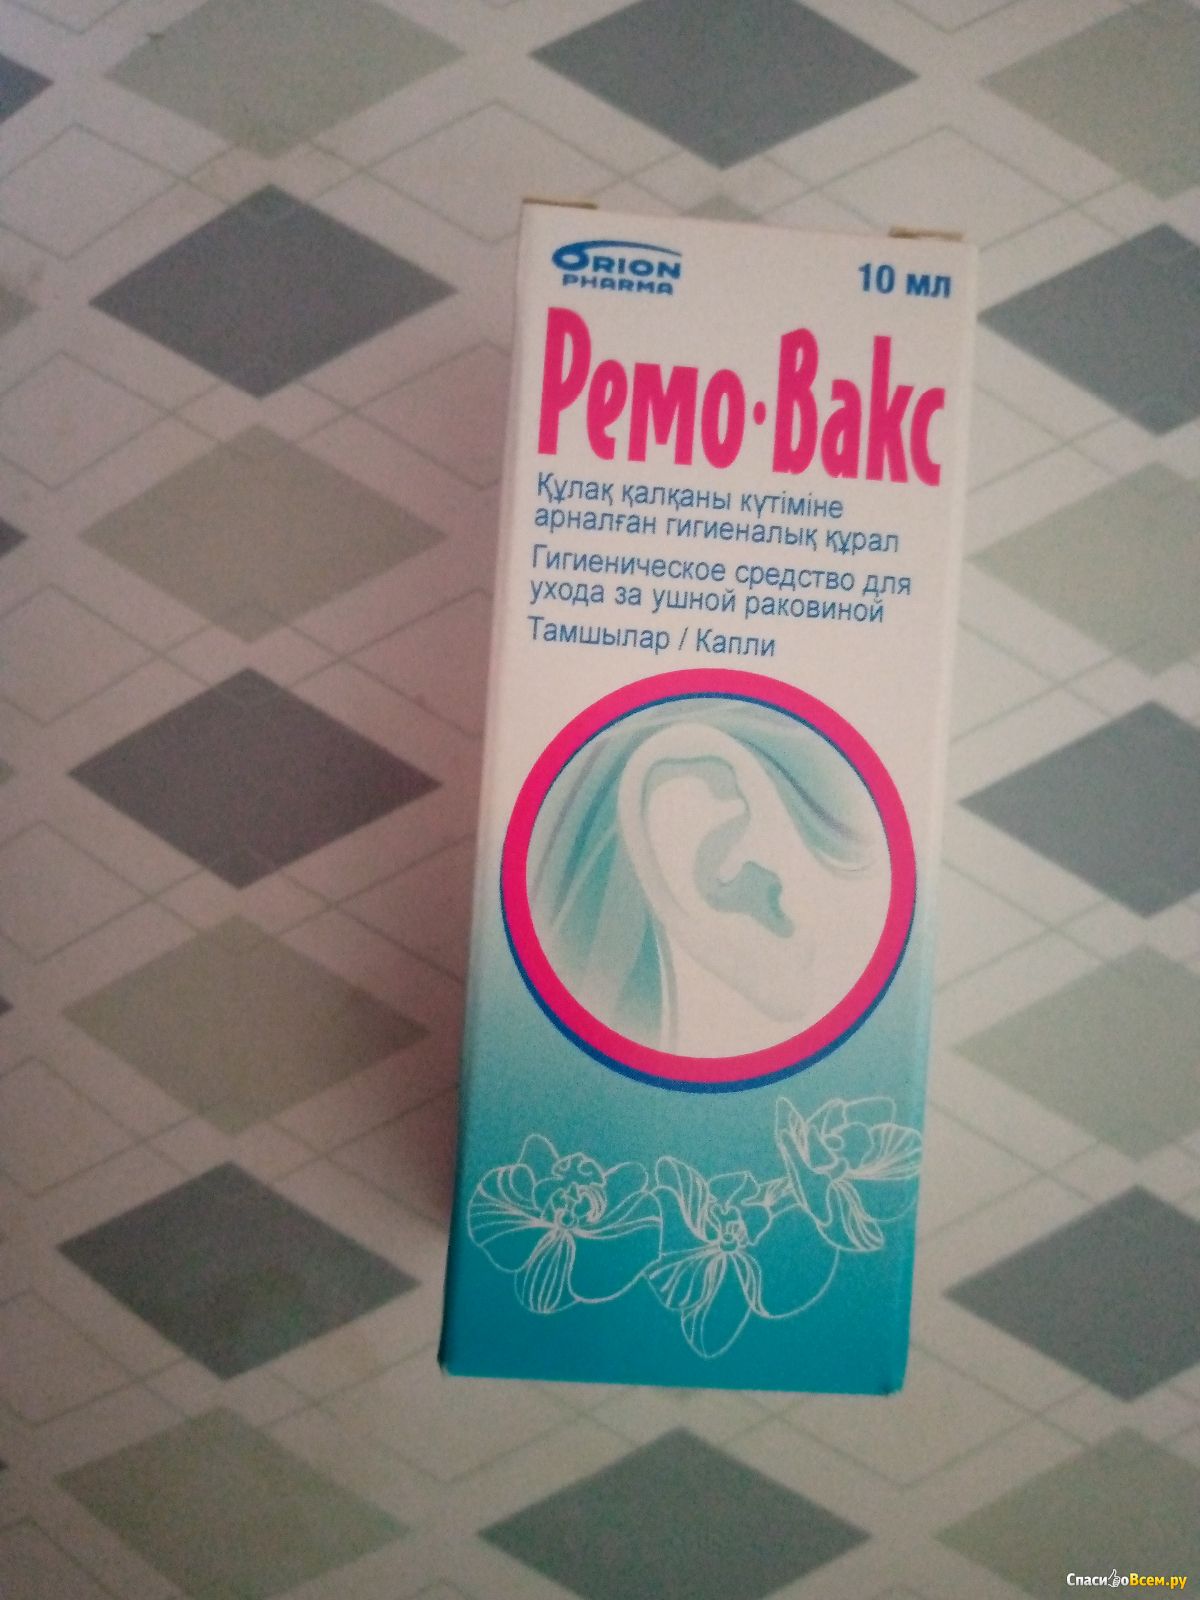 ORION
PHARMA
10 мл
Ремо·Вакс
Құлақ қалқаны күтіміне
арналған гигиеналық құрал
Гигиеническое средство для
ухода за ушной раковиной
Тамшылар / Капли
СпасибоВсем.ру